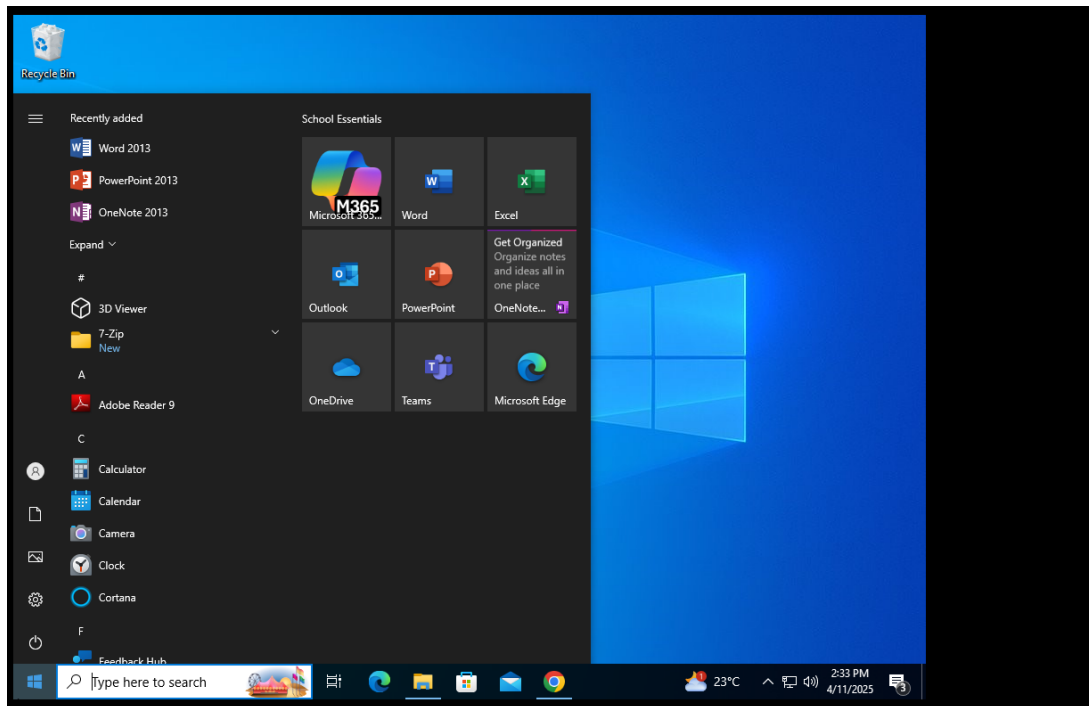 Recycle Bin
Recently added
Word 2013
PowerPoint 2013
OneNote 2013
Expand
#
3D Viewer
7-Zip
New
A
Adobe Reader 9
C
Calculator
Calendar
Camera
Clock
Cortana
F
Feedback Hub
School Essentials
M365
Microsoft 365...
Word
Excel
Outlook
PowerPoint
Get Organized
Organize notes
and ideas all in
one place
OneNote...
OneDrive
Teams
Microsoft Edge
Type here to search
23°C
2:33 PM
4/11/2025
3